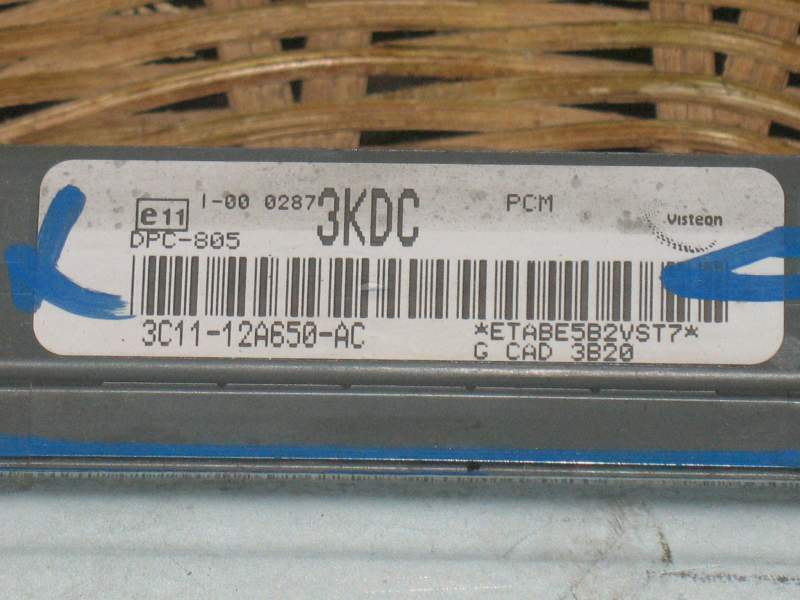 e11 I-00 0287 3KDC PCM Visteon
DPC-805
3C11-12A650-AC *ETABE5B2VST7*
G CAD 3B20